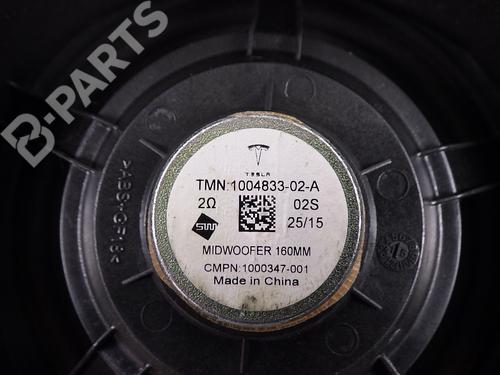 B-PARTS
TESLA
TMN:1004833-02-A
2Ω 02S
25/15
MIDWOOFER 160MM
CMPN:1000347-001
Made in China